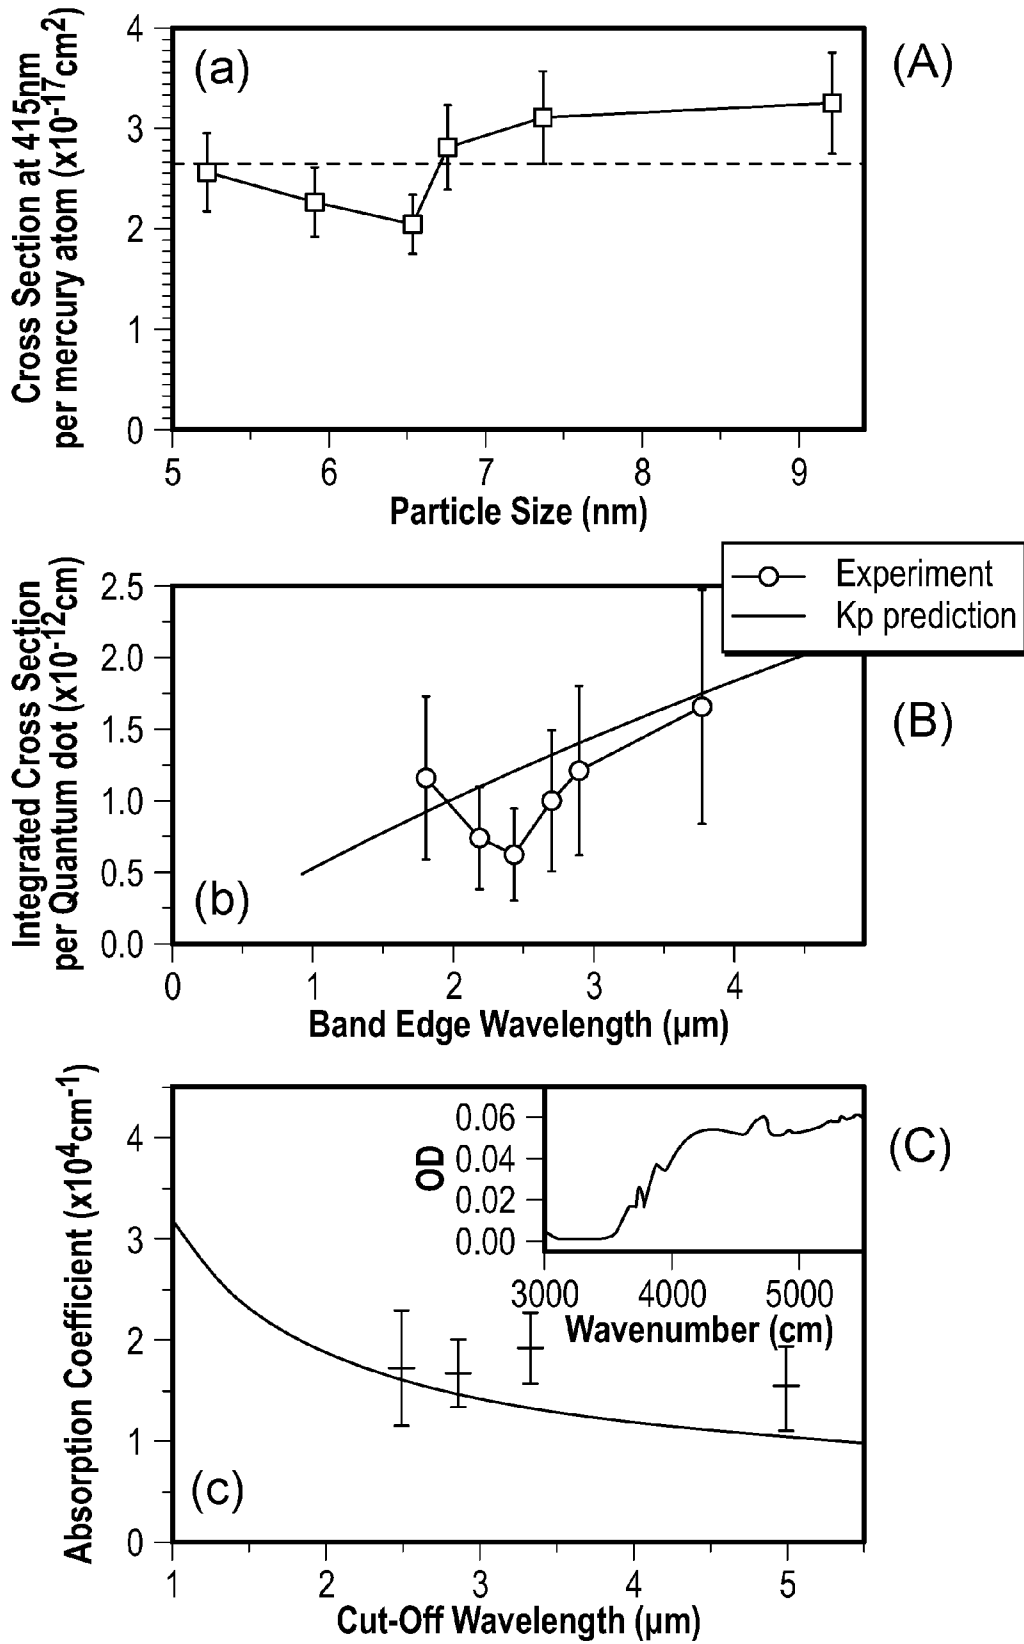 4
3
2
1
0
Cross Section at 415nm
per mercury atom (x10-17cm2)
(a)
(A)
5 6 7 8 9
Particle Size (nm)
Experiment
Kp prediction
2.5
2.0
1.5
1.0
0.5
0.0
Integrated Cross Section
per Quantum dot (x10-12cm)
(B)
(b)
0 1 2 3 4
Band Edge Wavelength (µm)
4
3
2
1
0
Absorption Coefficient (x104cm-1)
OD
0.06
0.04
0.02
0.00
(C)
3000 4000 5000
Wavenumber (cm)
(c)
1 2 3 4 5
Cut-Off Wavelength (µm)